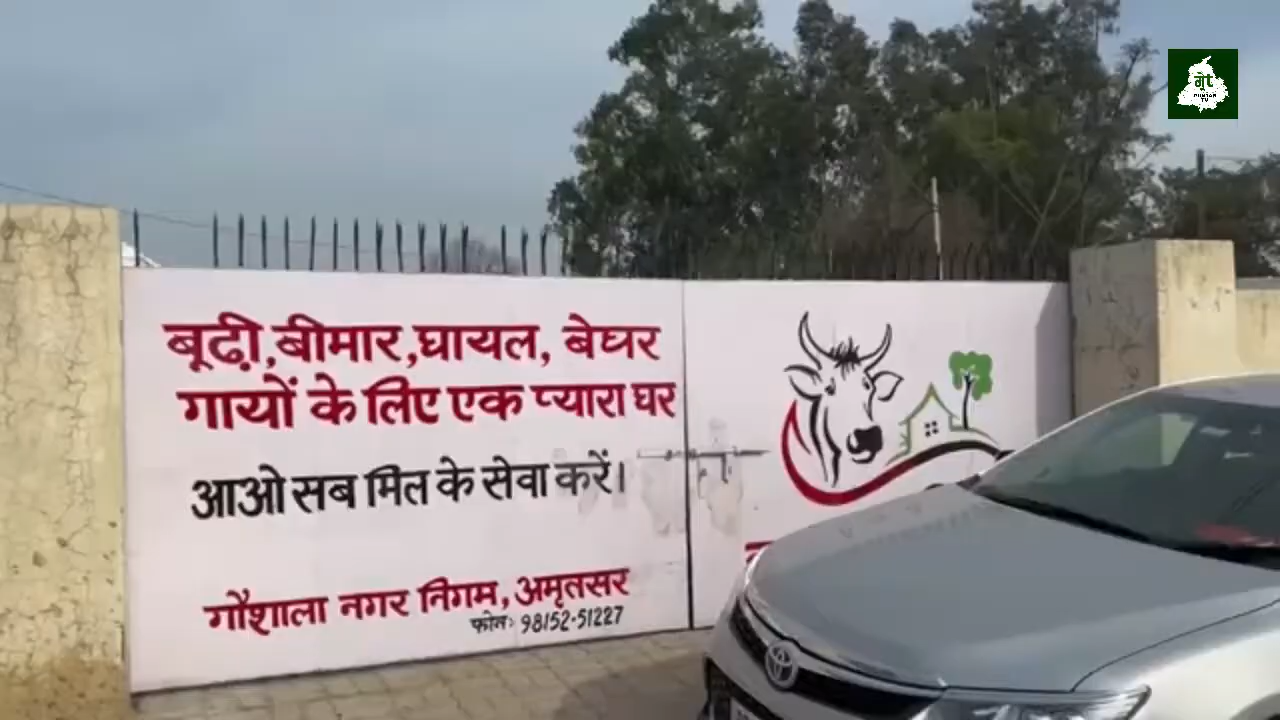 बूढ़ी,बीमार,घायल, बेघर
गायों के लिए एक प्यारा घर
आओ सब मिल के सेवा करें।
गौशाला नगर निगम, अमृतसर
फोन: 98152-51227